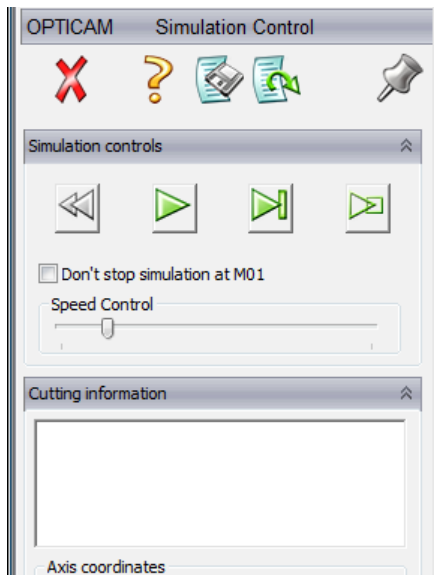 OPTICAM Simulation Control
Simulation controls
Don't stop simulation at M01
Speed Control
Cutting information
Axis coordinates